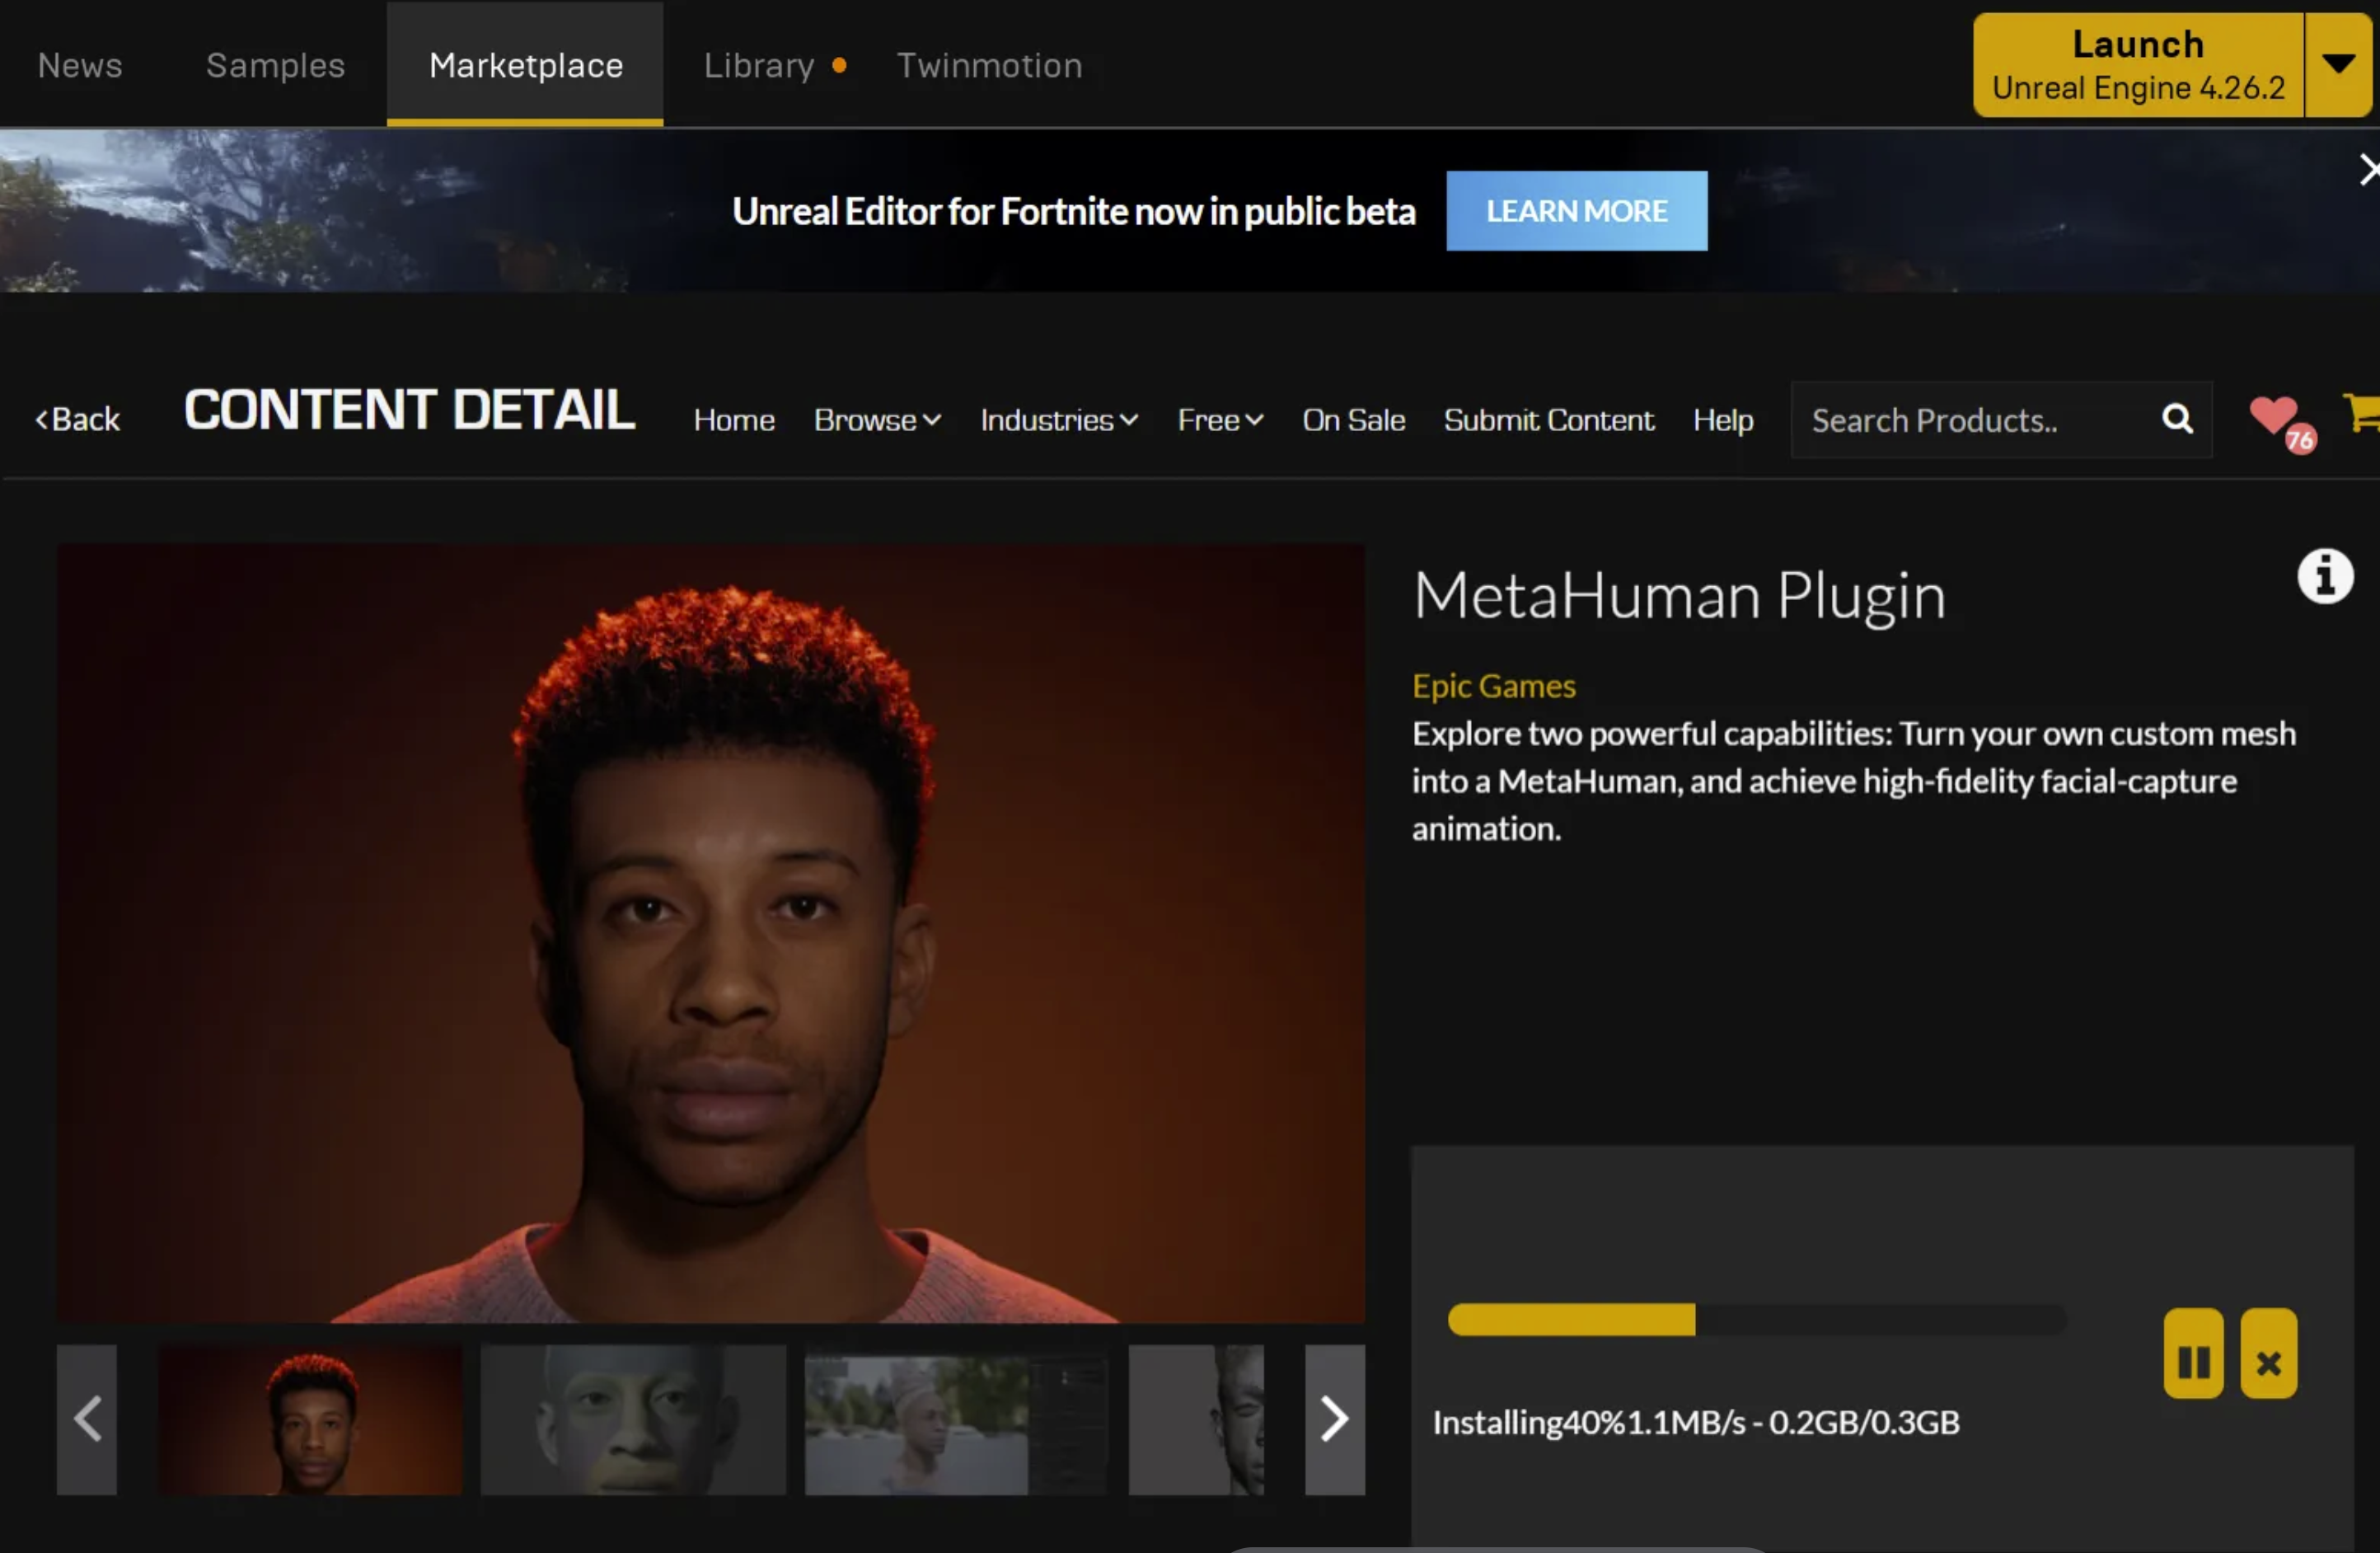 News Samples Marketplace Library Twinmotion
Launch
Unreal Engine 4.26.2
Unreal Editor for Fortnite now in public beta LEARN MORE
Back CONTENT DETAIL Home Browse Industries Free On Sale Submit Content Help Search Products.. 76
MetaHuman Plugin
Epic Games
Explore two powerful capabilities: Turn your own custom mesh
into a MetaHuman, and achieve high-fidelity facial-capture
animation.
Installing40%1.1MB/s - 0.2GB/0.3GB